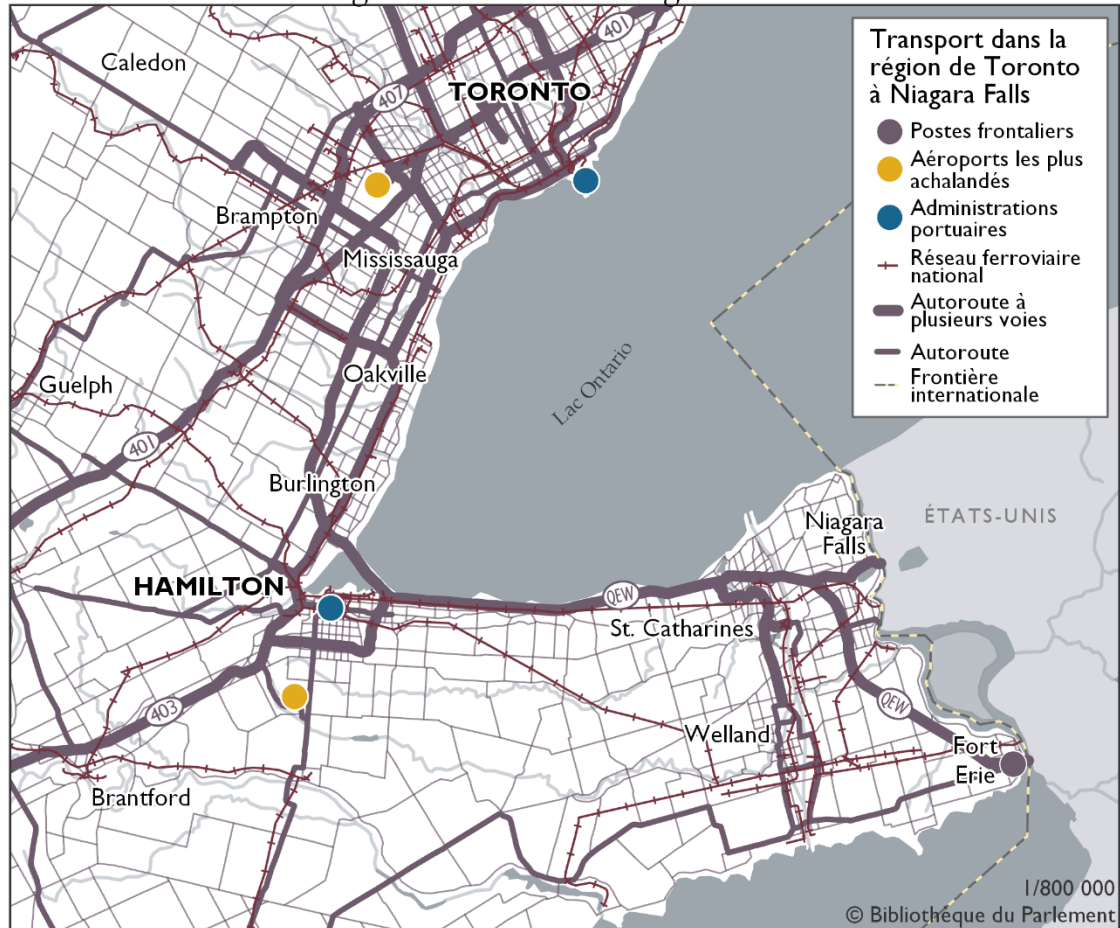 Caledon
401
407
TORONTO
Brampton
Mississauga
Oakville
Guelph
401
Lac Ontario
Burlington
HAMILTON
QEW
Niagara
Falls
ÉTATS-UNIS
St. Catharines
403
Welland
QEW
Fort
Erie
Brantford
Transport dans la
région de Toronto
à Niagara Falls
Postes frontaliers
Aéroports les plus
achalandés
Administrations
portuaires
Réseau ferroviaire
national
Autoroute à
plusieurs voies
Autoroute
Frontière
internationale
1/800 000
© Bibliothèque du Parlement